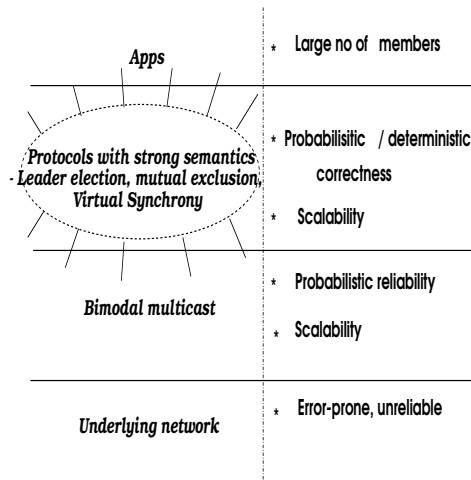 Apps
* Large no of members
Protocols with strong semantics
- Leader election, mutual exclusion,
Virtual Synchrony
* Probabilisitic / deterministic
correctness
* Scalability
Bimodal multicast
* Probabilistic reliability
* Scalability
Underlying network
* Error-prone, unreliable